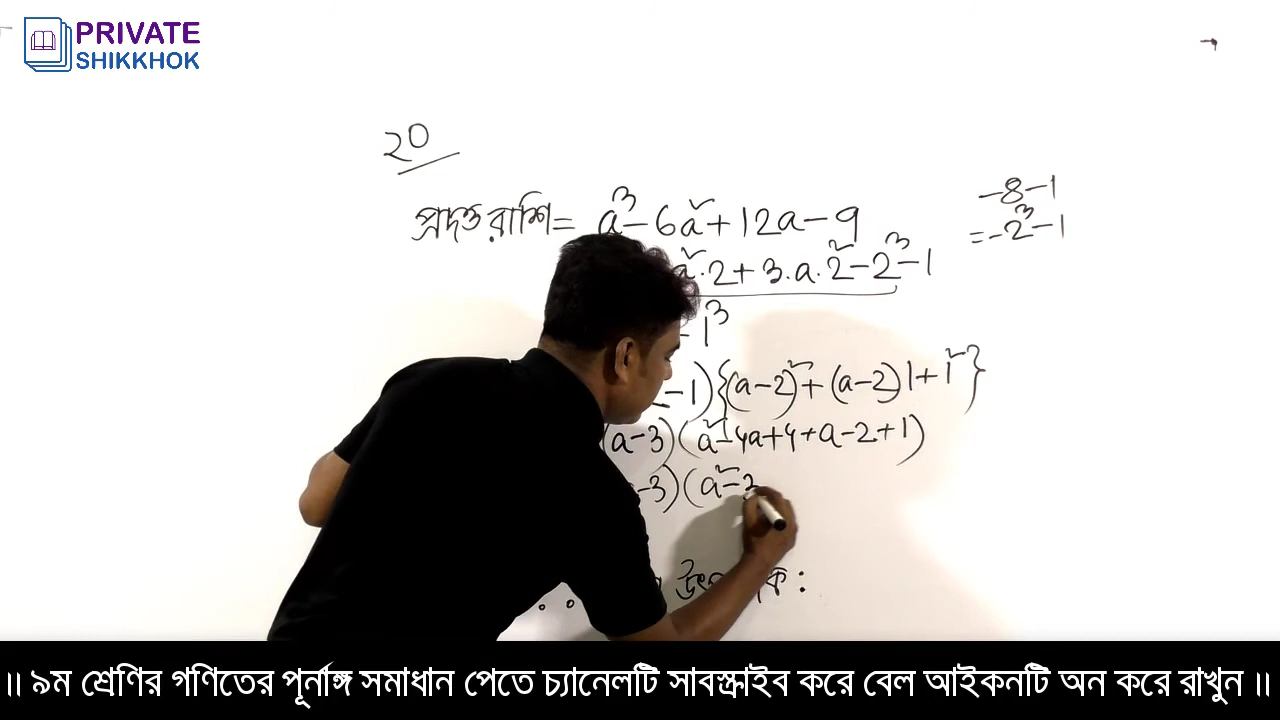 PRIVATE
SHIKKHOK
20
প্রদত্ত রাশি = a³ - 6a² + 12a - 9
a²·2 + 3.a.2² - 2³ - 1
- 1³
- 1){(a-2)² + (a-2)1 + 1²}
(a-3)(a² - 4a + 4 + a - 2 + 1)
-3)(a² - 3
:
-8-1
= -2³-1
॥ ৯ম শ্রেণির গণিতের পূর্নাঙ্গ সমাধান পেতে চ্যানেলটি সাবস্ক্রাইব করে বেল আইকনটি অন করে রাখুন ॥